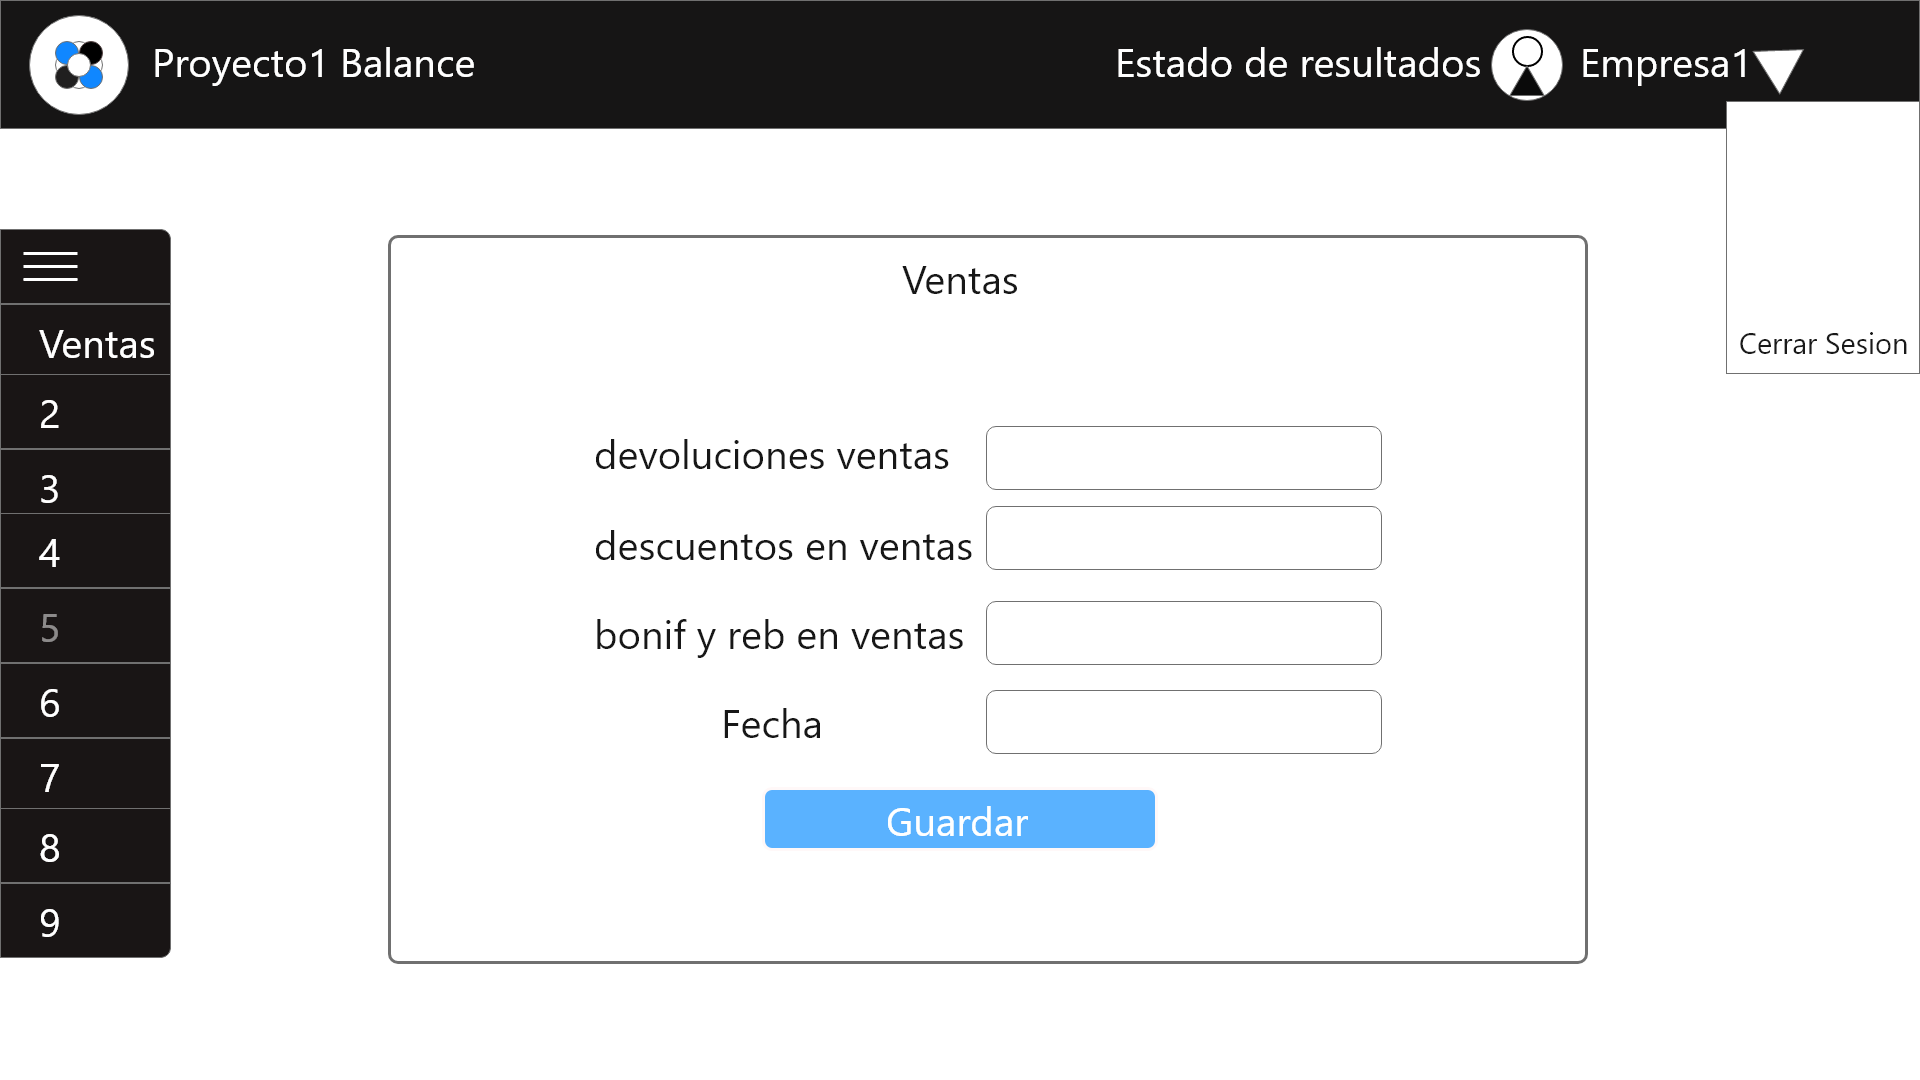 Proyecto1 Balance
Estado de resultados
Empresa1
Cerrar Sesion
Ventas
2
3
4
5
6
7
8
9
Ventas
devoluciones ventas
descuentos en ventas
bonif y reb en ventas
Fecha
Guardar